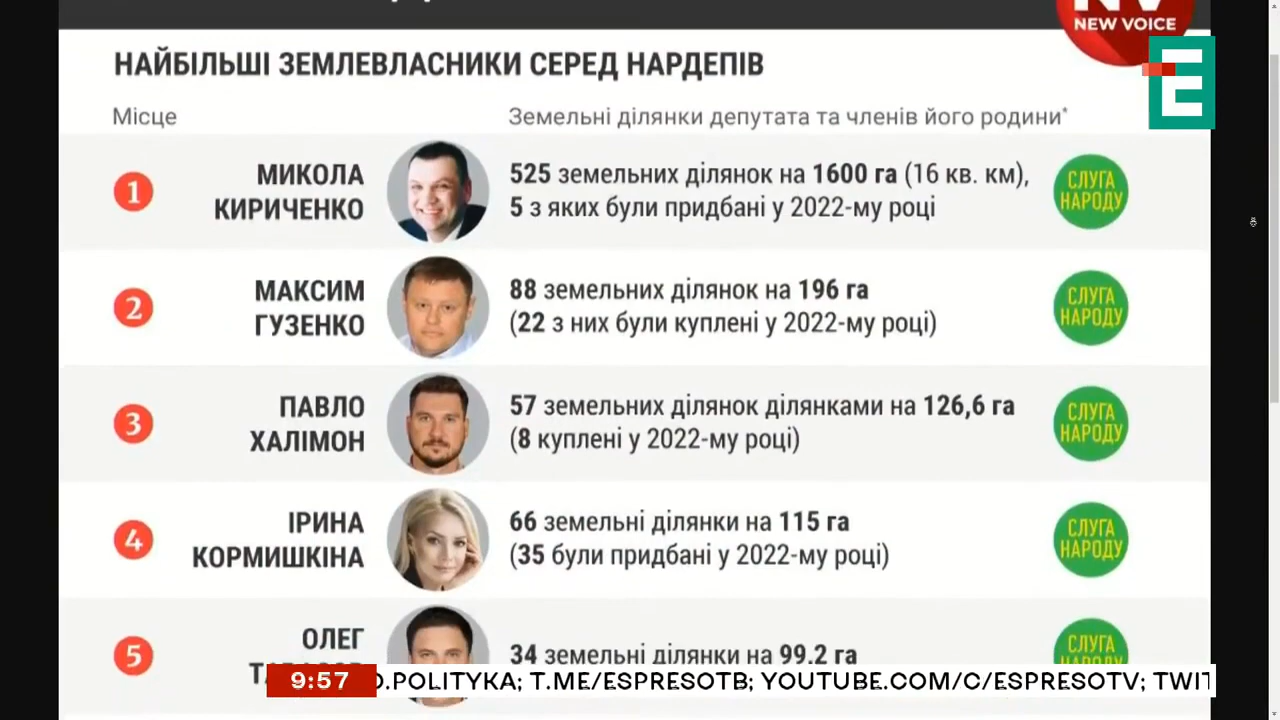 NV
NEW VOICE
НАЙБІЛЬШІ ЗЕМЛЕВЛАСНИКИ СЕРЕД НАРДЕПІВ
Місце
Земельні ділянки депутата та членів його родини*
1
МИКОЛА
КИРИЧЕНКО
525 земельних ділянок на 1600 га (16 кв. км),
5 з яких були придбані у 2022-му році
СЛУГА
НАРОДУ
2
МАКСИМ
ГУЗЕНКО
88 земельних ділянок на 196 га
(22 з них були куплені у 2022-му році)
СЛУГА
НАРОДУ
3
ПАВЛО
ХАЛІМОН
57 земельних ділянок ділянками на 126,6 га
(8 куплені у 2022-му році)
СЛУГА
НАРОДУ
4
ІРИНА
КОРМИШКІНА
66 земельні ділянки на 115 га
(35 були придбані у 2022-му році)
СЛУГА
НАРОДУ
5
ОЛЕГ
34 земельні ділянки на 99,2 га
СЛУГА
НАРОДУ
9:57
O.POLITYKA; T.ME/ESPRESOTB; YOUTUBE.COM/C/ESPRESOTV; TWIT